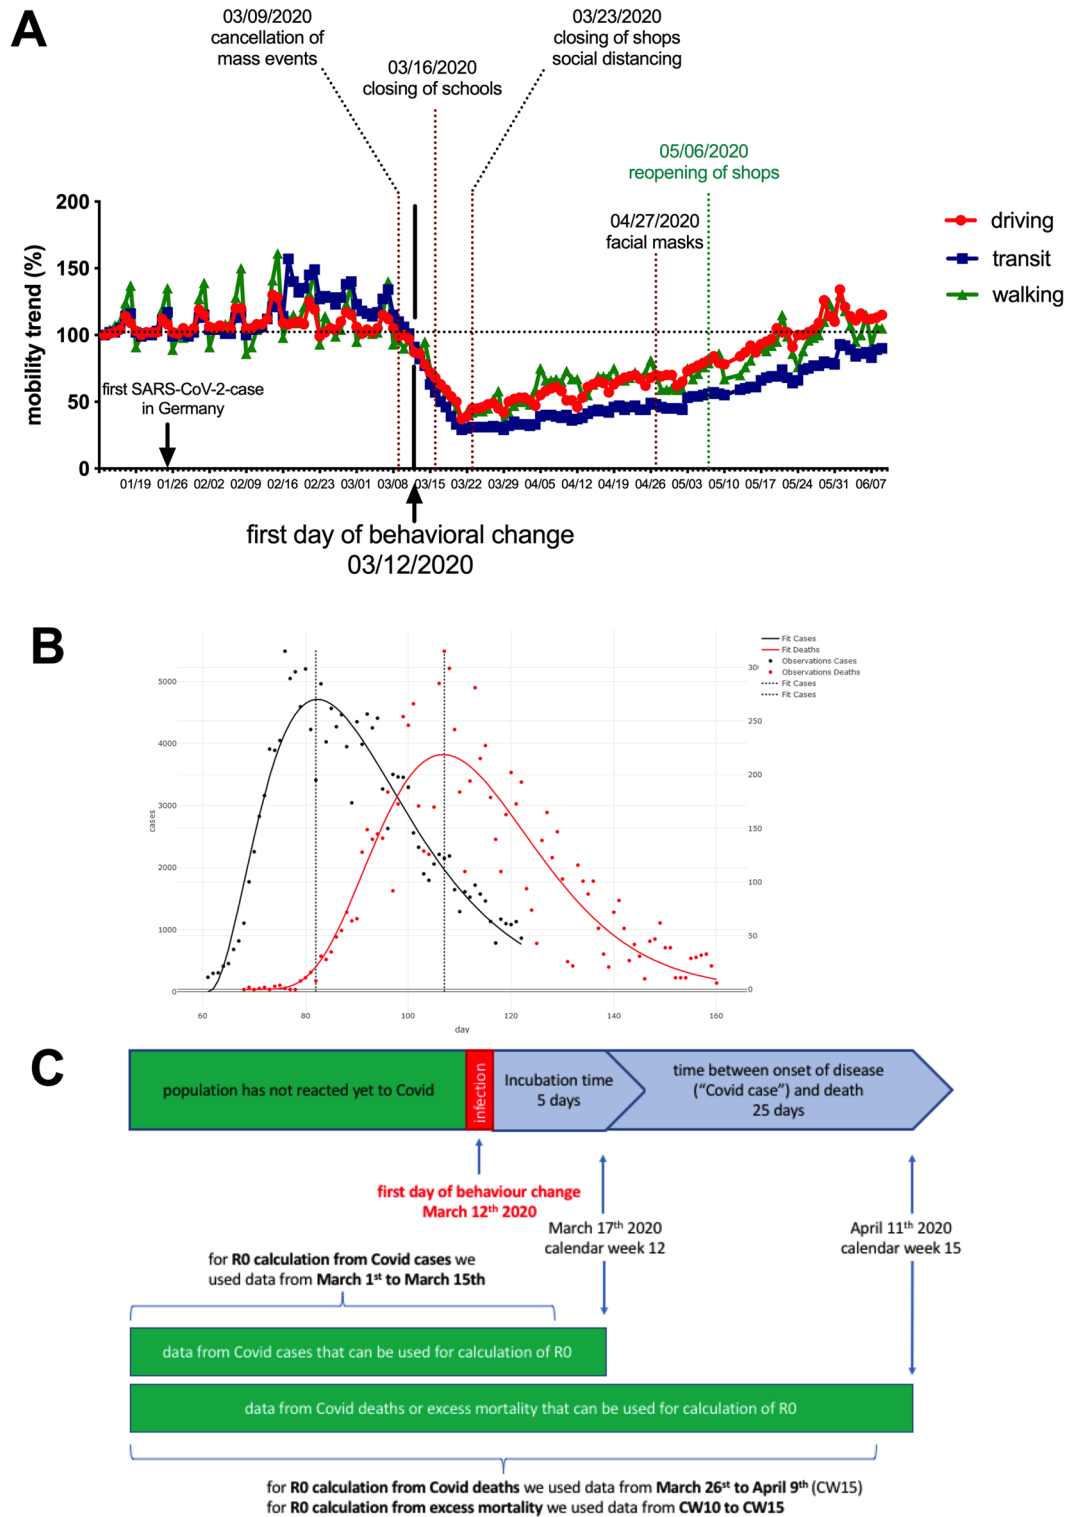 A
03/09/2020
cancellation of
mass events
03/16/2020
closing of schools
03/23/2020
closing of shops
social distancing
05/06/2020
reopening of shops
04/27/2020
facial masks
driving
transit
walking
mobility trend (%)
200
150
100
50
0
first SARS-CoV-2-case
in Germany
01/19 01/26 02/02 02/09 02/16 02/23 03/01 03/08 03/15 03/22 03/29 04/05 04/12 04/19 04/26 05/03 05/10 05/17 05/24 05/31 06/07
first day of behavioral change
03/12/2020
B
Fit Cases
Fit Deaths
Observations Cases
Observations Deaths
Fit Cases
Fit Cases
cases
5000
4000
3000
2000
1000
0
30
250
200
150
100
50
0
60 80 100 120 140 160
day
C
population has not reacted yet to Covid
infection
Incubation time
5 days
time between onset of disease
("Covid case") and death
25 days
first day of behaviour change
March 12th 2020
March 17th 2020
calendar week 12
April 11th 2020
calendar week 15
for R0 calculation from Covid cases we
used data from March 1st to March 15th
data from Covid cases that can be used for calculation of R0
data from Covid deaths or excess mortality that can be used for calculation of R0
for R0 calculation from Covid deaths we used data from March 26st to April 9th (CW15)
for R0 calculation from excess mortality we used data from CW10 to CW15